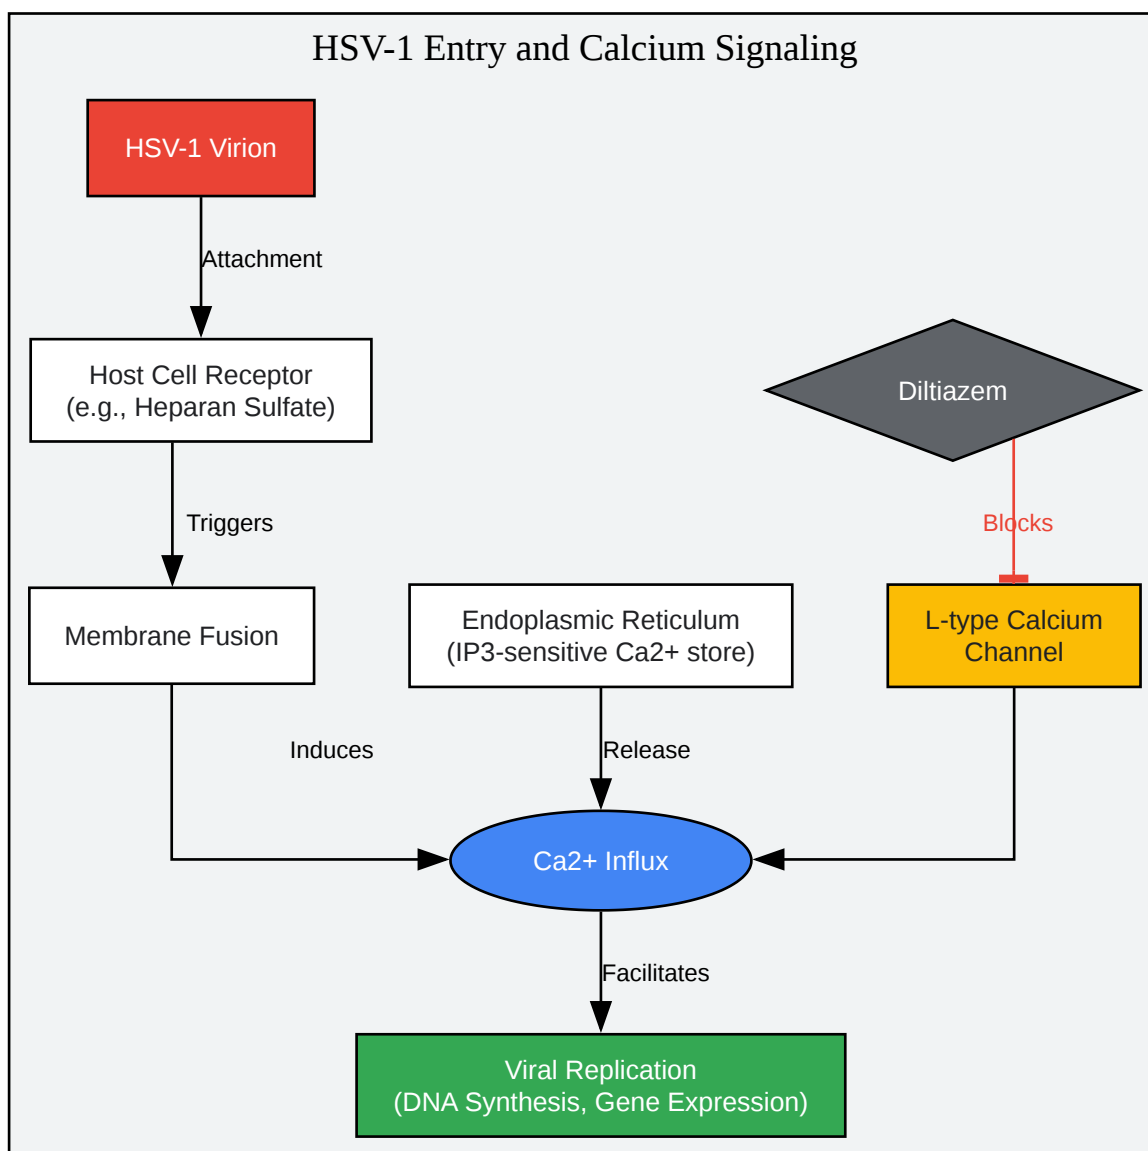 HSV-1 Entry and Calcium Signaling
HSV-1 Virion
Attachment
Host Cell Receptor
(e.g., Heparan Sulfate)
Diltiazem
Triggers
Blocks
Membrane Fusion
Endoplasmic Reticulum
(IP3-sensitive Ca2+ store)
L-type Calcium
Channel
Induces
Release
Ca2+ Influx
Facilitates
Viral Replication
(DNA Synthesis, Gene Expression)